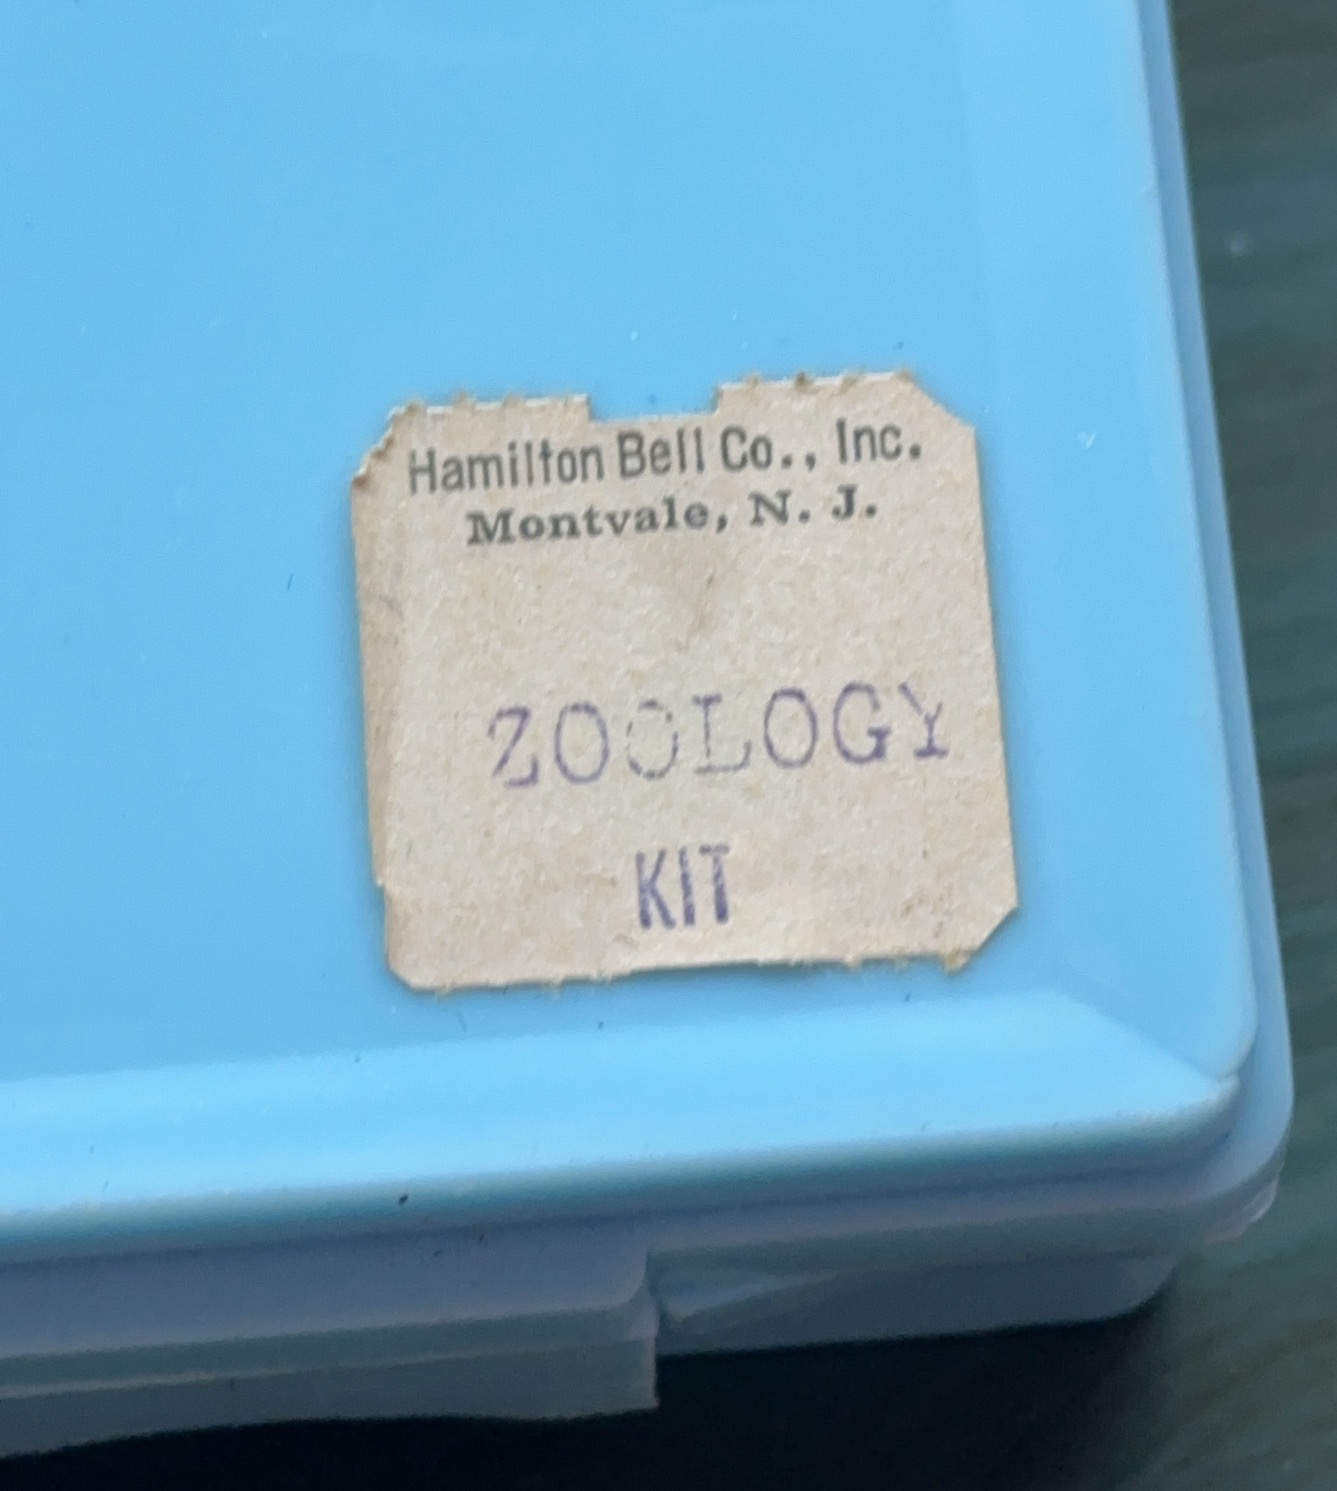 Hamilton Bell Co., Inc.
Montvale, N. J.
ZOOLOGY
KIT